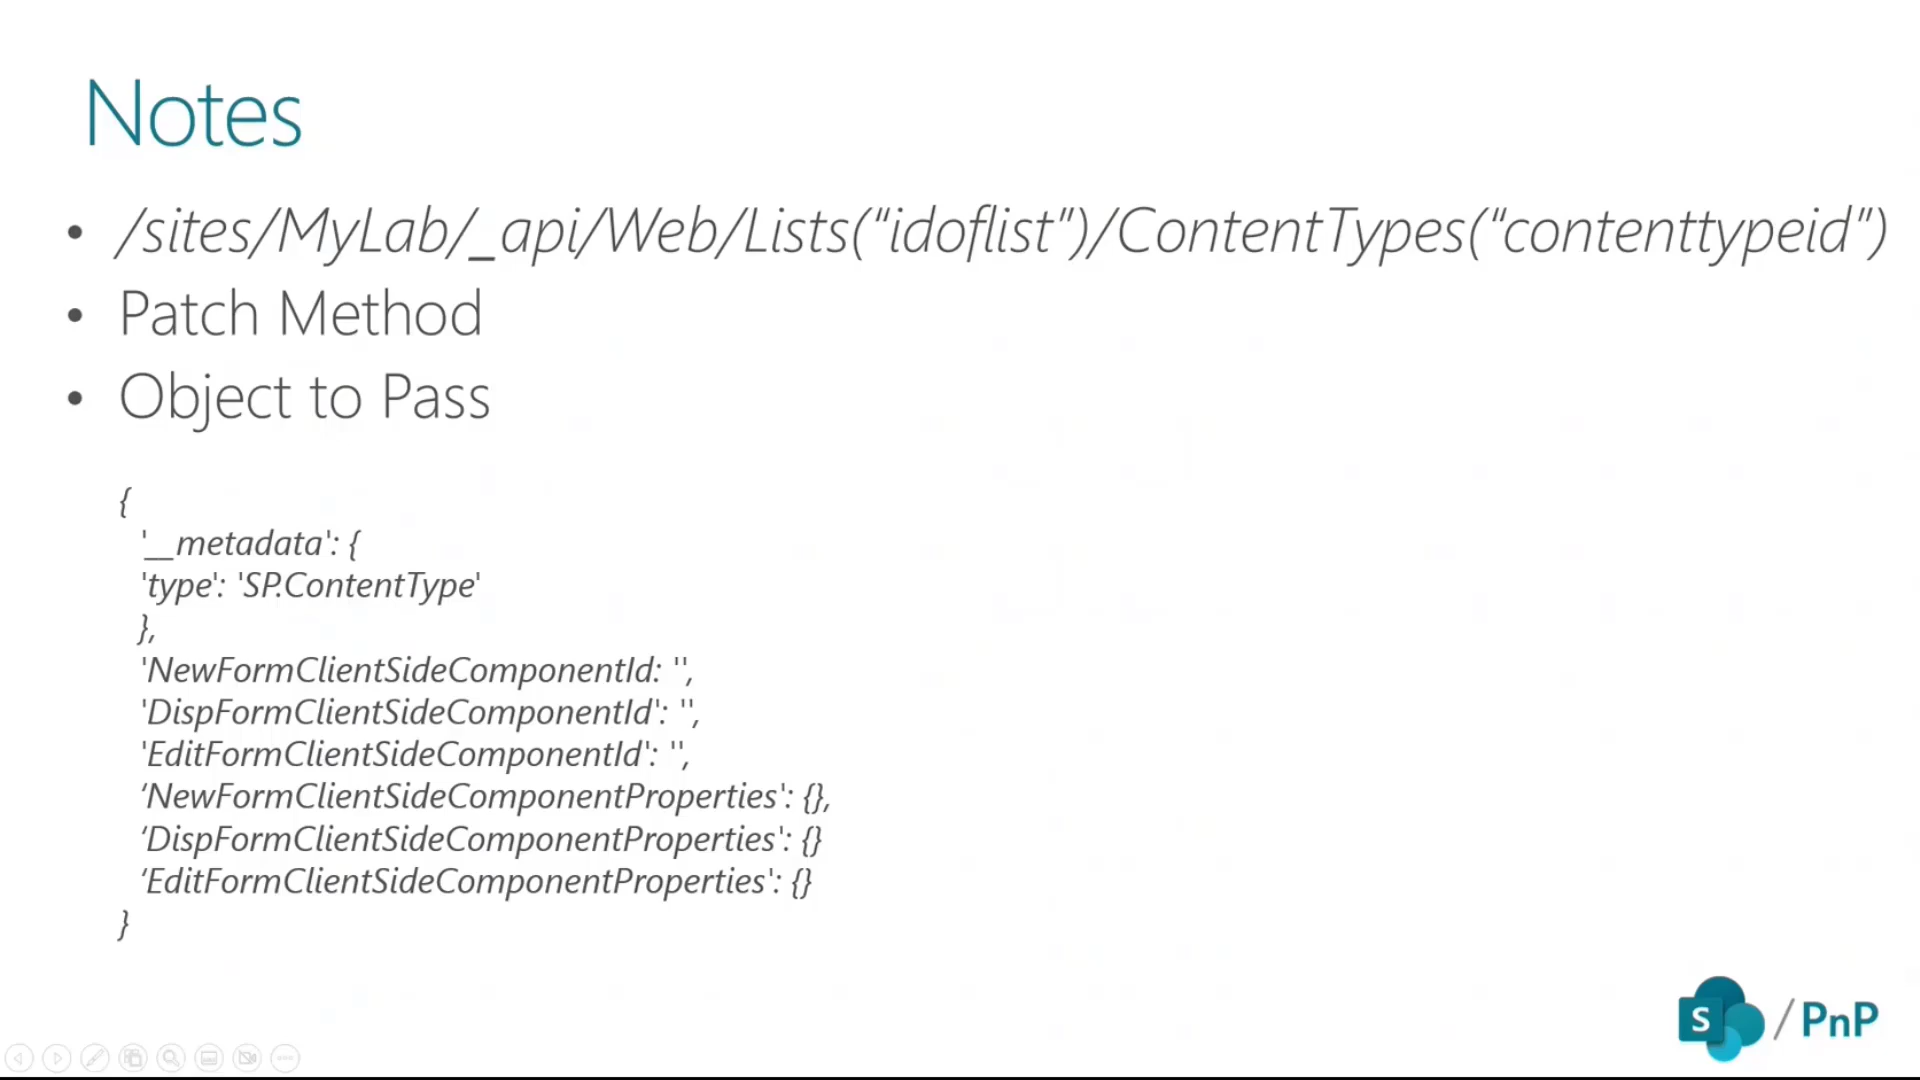 Notes
• /sites/MyLab/_api/Web/Lists(“idoflist”)/ContentTypes(“contenttypeid”)
• Patch Method
• Object to Pass
{
'__metadata': {
'type': 'SP.ContentType'
},
'NewFormClientSideComponentId: '',
'DispFormClientSideComponentId': '',
'EditFormClientSideComponentId': '',
‘NewFormClientSideComponentProperties': {},
‘DispFormClientSideComponentProperties': {}
‘EditFormClientSideComponentProperties': {}
}
S / PnP